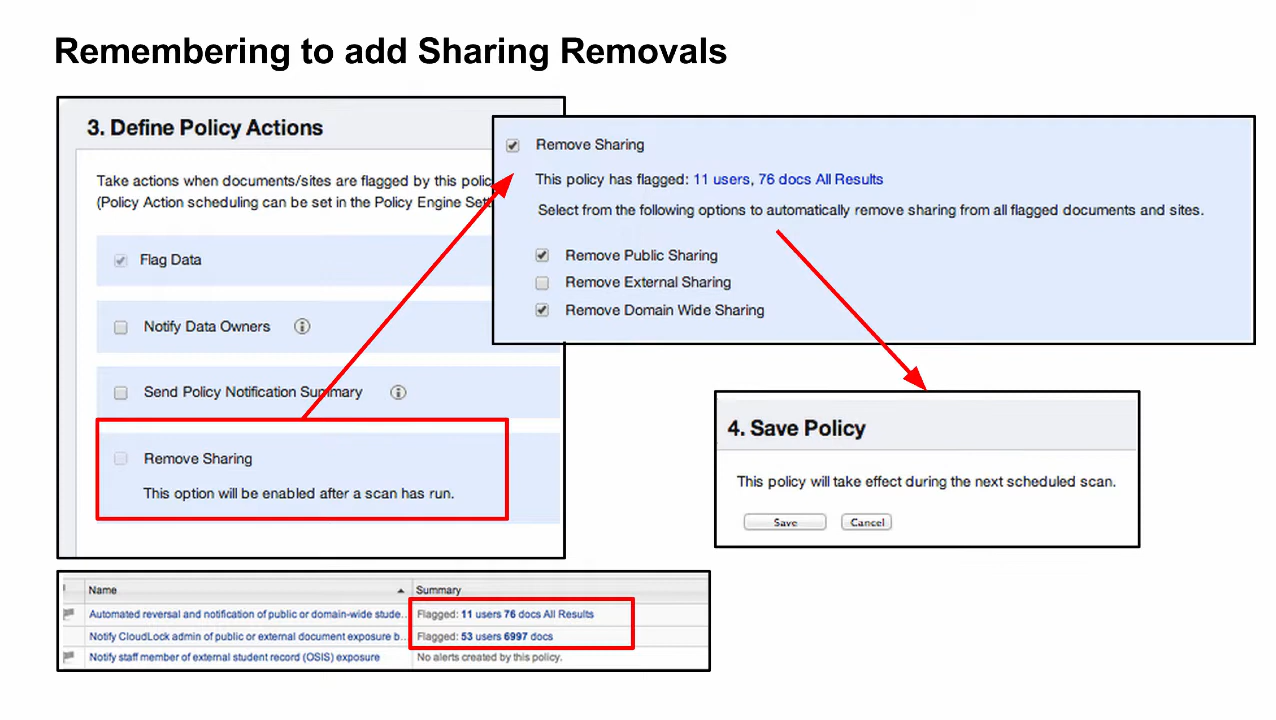 Remembering to add Sharing Removals
3. Define Policy Actions
Take actions when documents/sites are flagged by this
(Policy Action scheduling can be set in the Policy Engine
Flag Data
Notify Data Owners
Send Policy Notification Summary
Remove Sharing
This option will be enabled after a scan has run.
Remove Sharing
This policy has flagged: 11 users, 76 docs All Results
Select from the following options to automatically remove sharing from all flagged documents and sites.
Remove Public Sharing
Remove External Sharing
Remove Domain Wide Sharing
4. Save Policy
This policy will take effect during the next scheduled scan.
Save Cancel
Name Summary
Automated reversal and notification of public or domain-wide stude... Flagged: 11 users 76 docs All Results
Notify CloudLock admin of public or external document exposure b... Flagged: 53 users 6997 docs
Notify staff member of external student record (OSIS) exposure No alerts created by this policy.